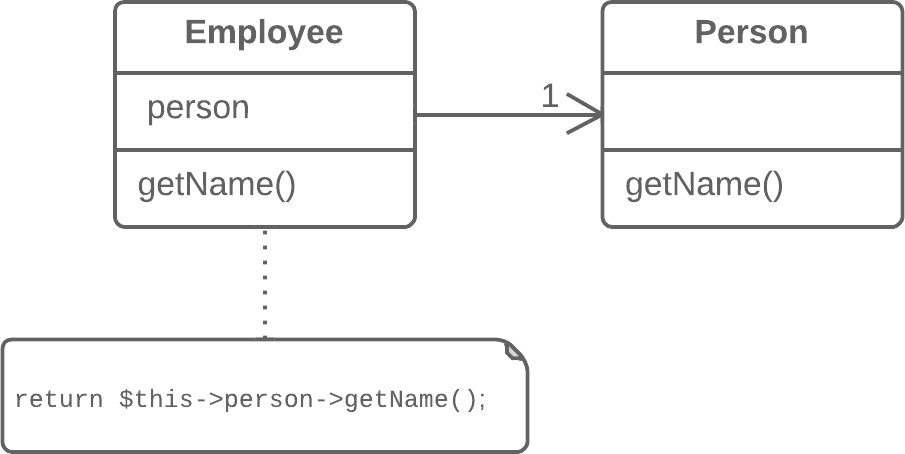 Employee
person
getName()
1
Person
getName()
return $this->person->getName();